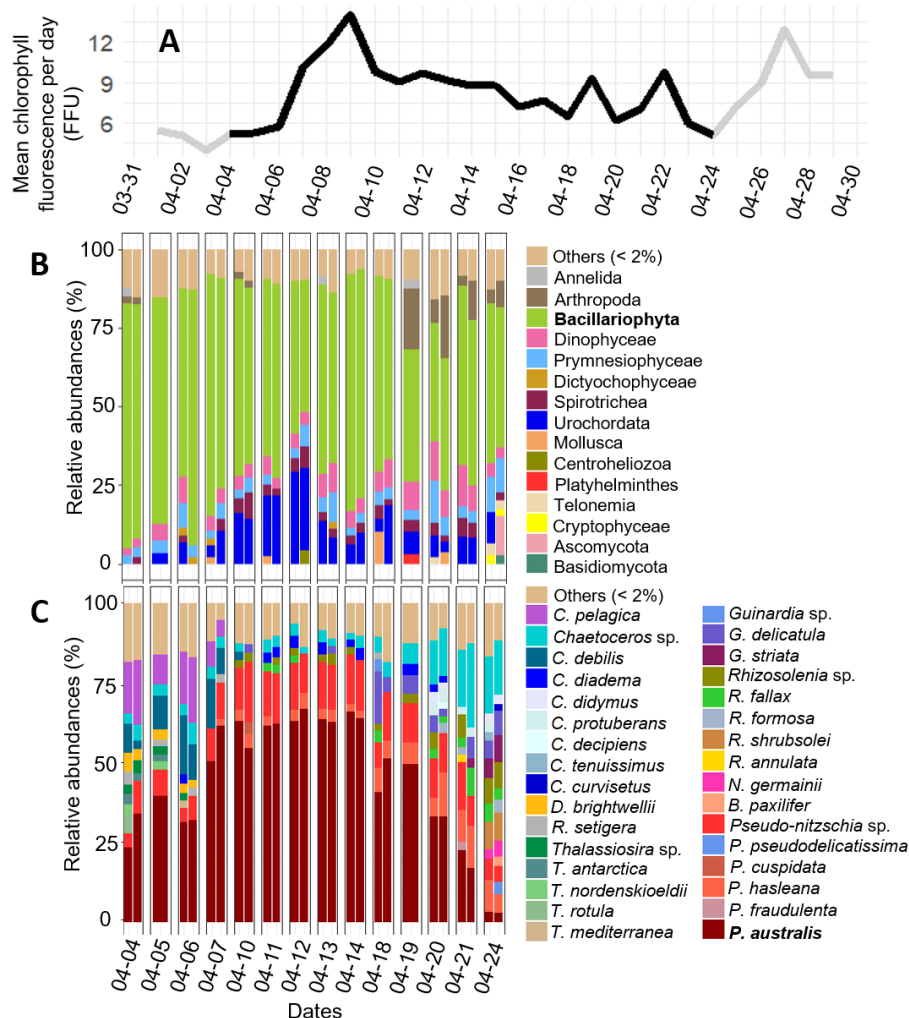 A
Mean chlorophyll
fluorescence per day
(FFU)
12
9
6
03-31
04-02
04-04
04-06
04-08
04-10
04-12
04-14
04-16
04-18
04-20
04-22
04-24
04-26
04-28
04-30
B
Relative abundances (%)
100
75
50
25
0
Others (< 2%)
Annelida
Arthropoda
Bacillariophyta
Dinophyceae
Prymnesiophyceae
Dictyochophyceae
Spirotrichea
Urochordata
Mollusca
Centroheliozoa
Platyhelminthes
Telonemia
Cryptophyceae
Ascomycota
Basidiomycota
C
Relative abundances (%)
100
75
50
25
0
04-04
04-05
04-06
04-07
04-10
04-11
04-12
04-13
04-14
04-18
04-19
04-20
04-21
04-24
Dates
Others (< 2%)
C. pelagica
Chaetoceros sp.
C. debilis
C. diadema
C. didymus
C. protuberans
C. decipiens
C. tenuissimus
C. curvisetus
D. brightwellii
R. setigera
Thalassiosira sp.
T. antarctica
T. nordenskioeldii
T. rotula
T. mediterranea
Guinardia sp.
G. delicatula
G. striata
Rhizosolenia sp.
R. fallax
R. formosa
R. shrubsolei
R. annulata
N. germainii
B. paxilifer
Pseudo-nitzschia sp.
P. pseudodelicatissima
P. cuspidata
P. hasleana
P. fraudulenta
P. australis